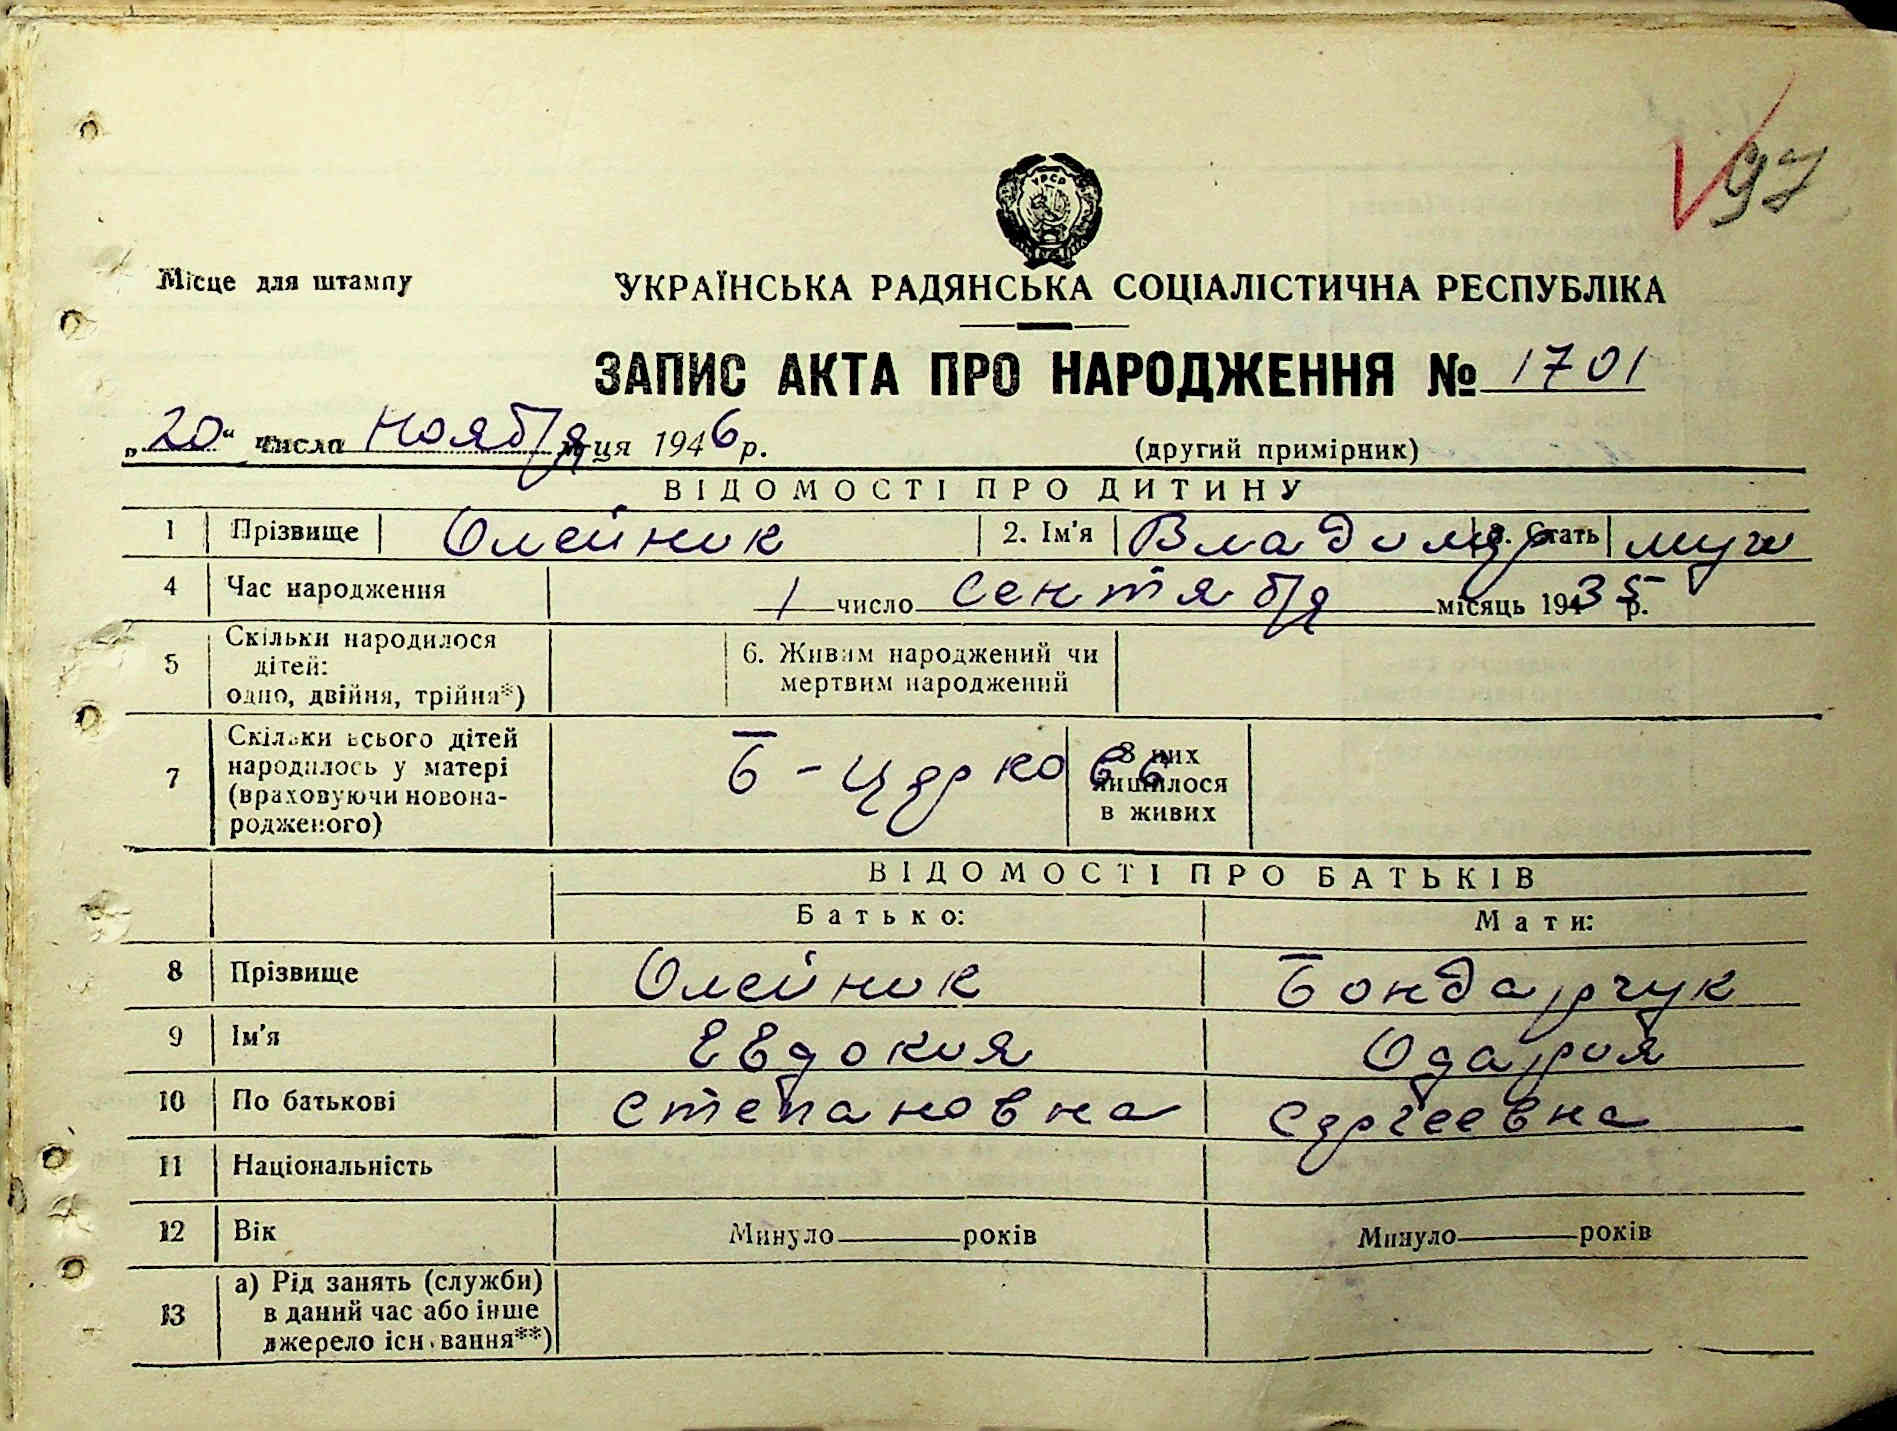 97
УРСР
Місце для штампу
УКРАЇНСЬКА РАДЯНСЬКА СОЦІАЛІСТИЧНА РЕСПУБЛІКА
ЗАПИС АКТА ПРО НАРОДЖЕННЯ № 1701
„20“ числа ноября м-ця 1946 р. (другий примірник)
ВІДОМОСТІ ПРО ДИТИНУ
1 Прізвище Олейник 2. Ім'я Владимир 3. Стать муж
4 Час народження 1 число сентября місяць 1935 р.
5 Скільки народилося дітей: одно, двійня, трійня*) 6. Живим народжений чи мертвим народжений
7 Скільки всього дітей народилось у матері (враховуючи новонародженого) Б-Церковь З них лишилося в живих
ВІДОМОСТІ ПРО БАТЬКІВ
Батько: Мати:
8 Прізвище Олейник Бондарчук
9 Ім'я Евдокия Одария
10 По батькові Степановна Сергеевна
11 Національність
12 Вік Минуло років Минуло років
13 а) Рід занять (служби) в даний час або інше джерело існування**)